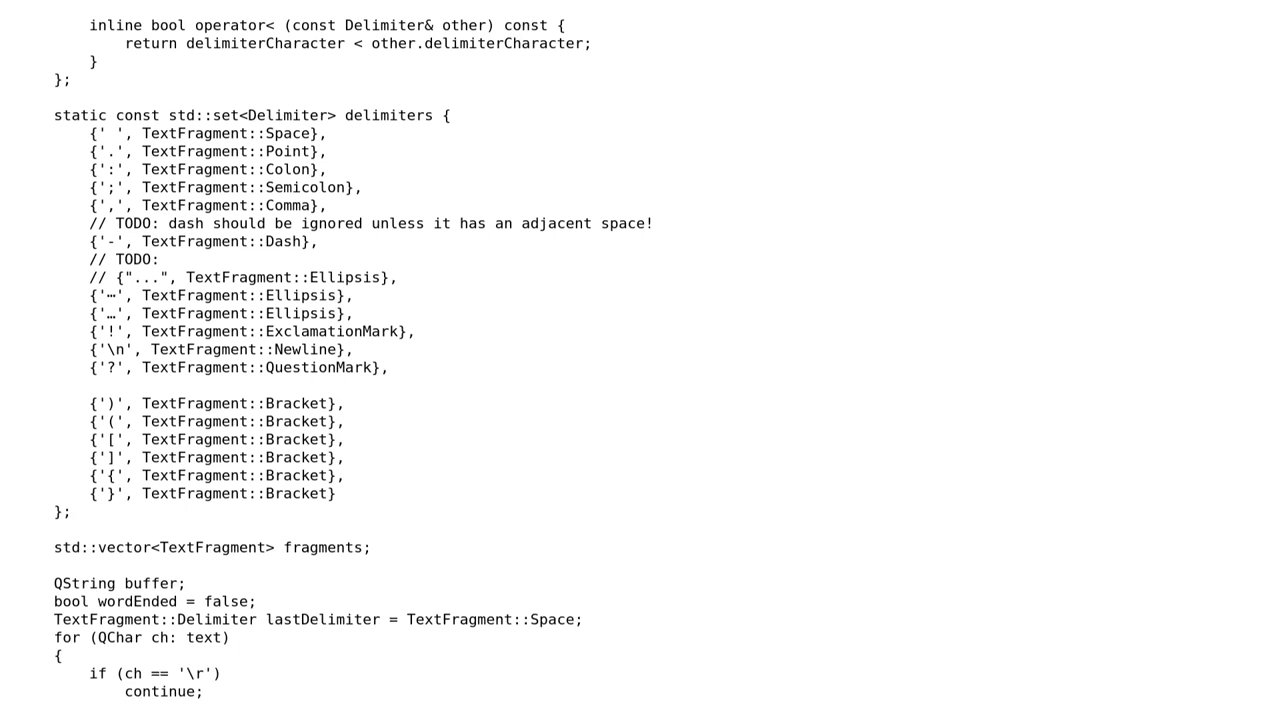 inline bool operator< (const Delimiter& other) const {
        return delimiterCharacter < other.delimiterCharacter;
    }
};

static const std::set<Delimiter> delimiters {
    {' ', TextFragment::Space},
    {'.', TextFragment::Point},
    {':', TextFragment::Colon},
    {';', TextFragment::Semicolon},
    {',', TextFragment::Comma},
    // TODO: dash should be ignored unless it has an adjacent space!
    {'-', TextFragment::Dash},
    // TODO:
    // {"...", TextFragment::Ellipsis},
    {'⋯', TextFragment::Ellipsis},
    {'…', TextFragment::Ellipsis},
    {'!', TextFragment::ExclamationMark},
    {'\n', TextFragment::Newline},
    {'?', TextFragment::QuestionMark},

    {')', TextFragment::Bracket},
    {'(', TextFragment::Bracket},
    {'[', TextFragment::Bracket},
    {']', TextFragment::Bracket},
    {'{', TextFragment::Bracket},
    {'}', TextFragment::Bracket}
};

std::vector<TextFragment> fragments;

QString buffer;
bool wordEnded = false;
TextFragment::Delimiter lastDelimiter = TextFragment::Space;
for (QChar ch: text)
{
    if (ch == '\r')
        continue;